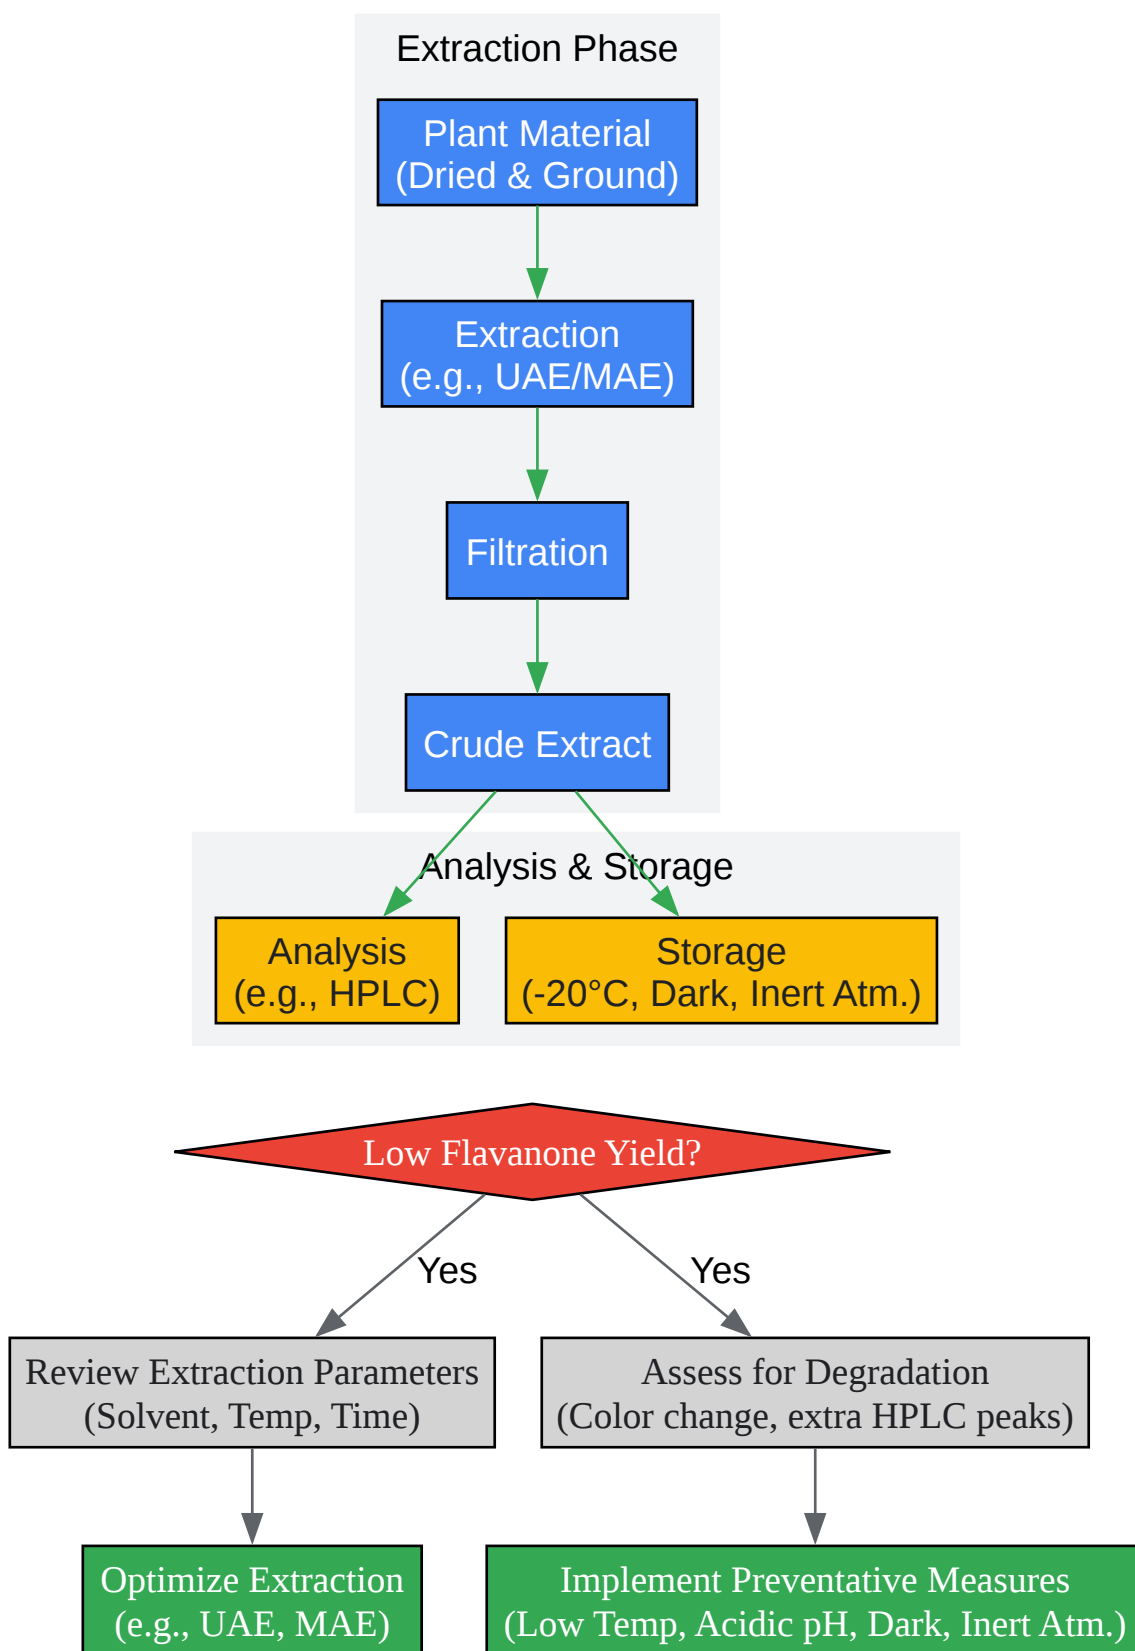 Extraction Phase
Plant Material
(Dried & Ground)
Extraction
(e.g., UAE/MAE)
Filtration
Crude Extract
Analysis & Storage
Analysis
(e.g., HPLC)
Storage
(-20°C, Dark, Inert Atm.)
Low Flavanone Yield?
Yes
Yes
Review Extraction Parameters
(Solvent, Temp, Time)
Assess for Degradation
(Color change, extra HPLC peaks)
Optimize Extraction
(e.g., UAE, MAE)
Implement Preventative Measures
(Low Temp, Acidic pH, Dark, Inert Atm.)